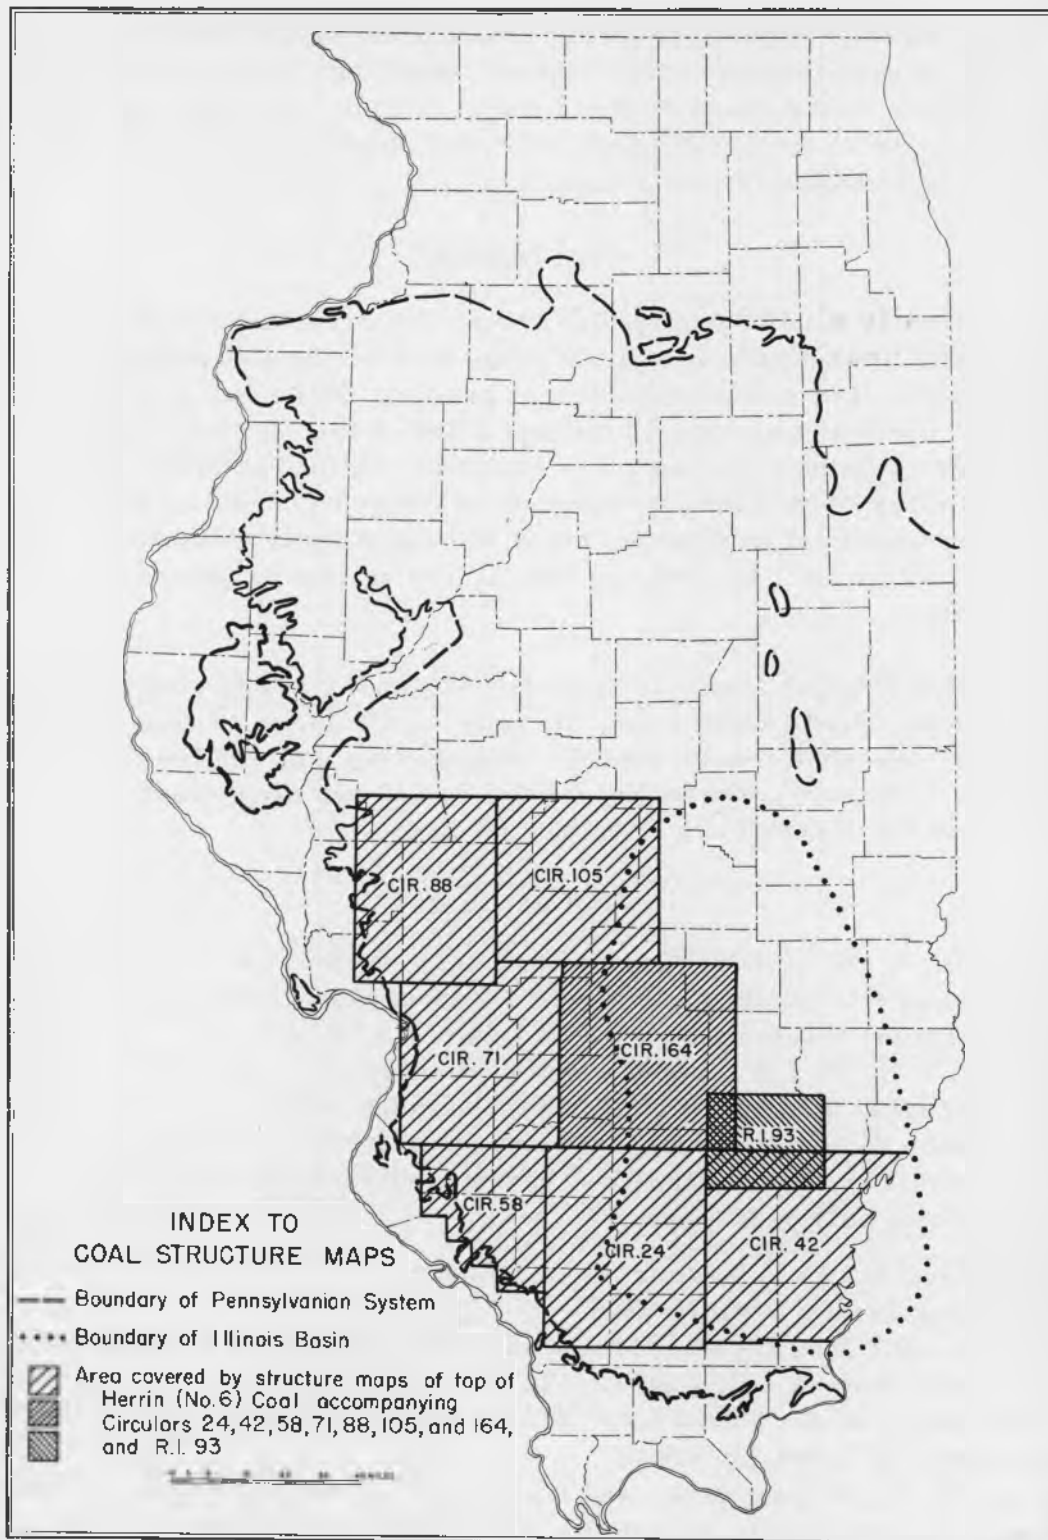 CIR. 88
CIR. 105
CIR. 71
CIR. 164
R.I. 93
CIR. 58
CIR. 24
CIR. 42
INDEX TO
COAL STRUCTURE MAPS
Boundary of Pennsylvanian System
Boundary of Illinois Basin
Area covered by structure maps of top of
Herrin (No. 6) Coal accompanying
Circulars 24, 42, 58, 71, 88, 105, and 164,
and R.I. 93